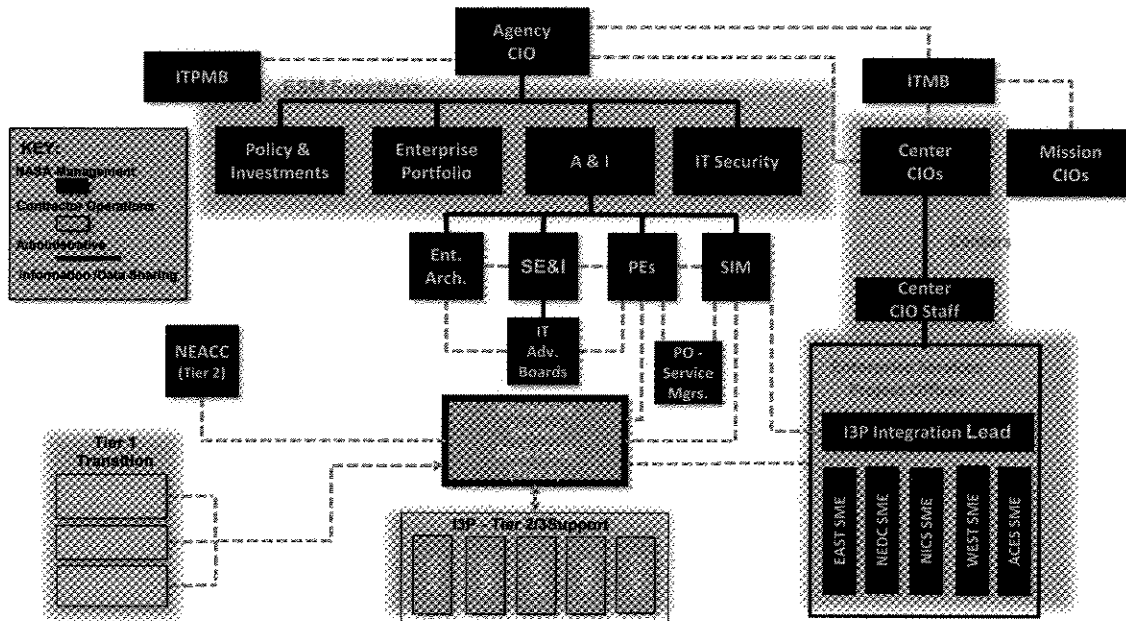 Agency
CIO
ITPMB
ITMB
Policy &
Investments
Enterprise
Portfolio
A & I
IT Security
Center
CIOs
Mission
CIOs
KEY:
NASA Management
Contractor Operations
Administrative
Information /Data Sharing
Ent.
Arch.
SE&I
PEs
SIM
Center
CIO Staff
NEACC
(Tier 2)
IT
Adv.
Boards
PO -
Service
Mgrs.
I3P Integration Lead
Tier 1
Transition
EAST SME
NEDC SME
NICS SME
WEST SME
ACES SME
I3P - Tier 2/3Support